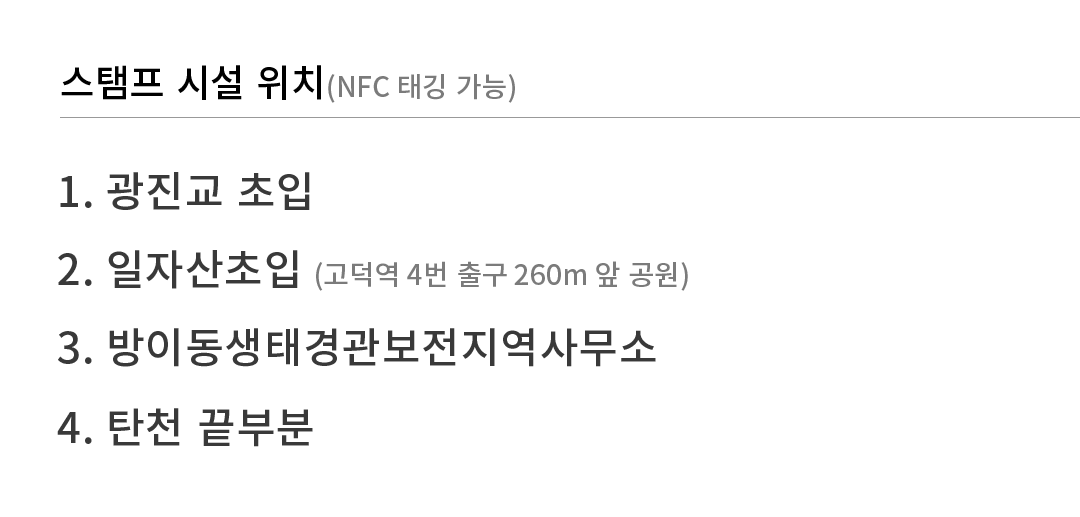 스탬프 시설 위치(NFC 태깅 가능)
1. 광진교 초입
2. 일자산초입 (고덕역 4번 출구 260m 앞 공원)
3. 방이동생태경관보전지역사무소
4. 탄천 끝부분